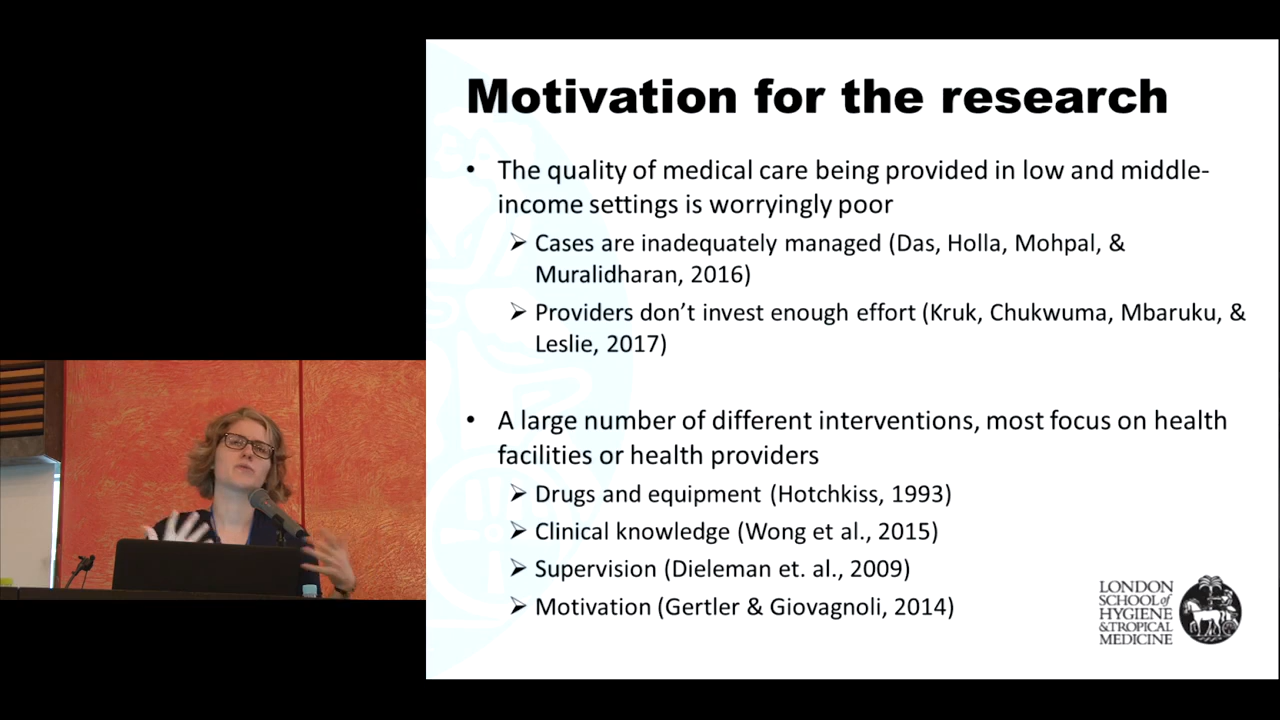 Motivation for the research
• The quality of medical care being provided in low and middle-
income settings is worryingly poor
➢ Cases are inadequately managed (Das, Holla, Mohpal, &
Muralidharan, 2016)
➢ Providers don’t invest enough effort (Kruk, Chukwuma, Mbaruku, &
Leslie, 2017)
• A large number of different interventions, most focus on health
facilities or health providers
➢ Drugs and equipment (Hotchkiss, 1993)
➢ Clinical knowledge (Wong et al., 2015)
➢ Supervision (Dieleman et. al., 2009)
➢ Motivation (Gertler & Giovagnoli, 2014)
LONDON
SCHOOL of
HYGIENE
& TROPICAL
MEDICINE